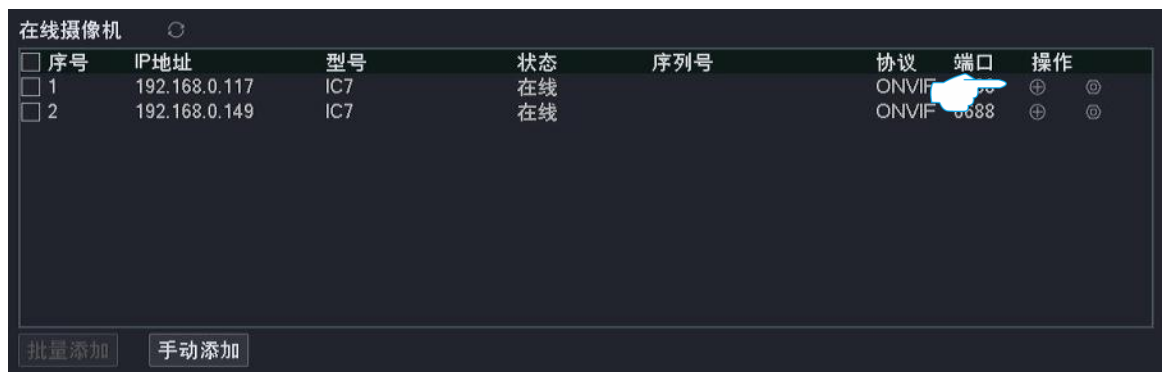 在线摄像机
序号 IP地址 型号 状态 序列号 协议 端口 操作
1 192.168.0.117 IC7 在线 ONVIF
2 192.168.0.149 IC7 在线 ONVIF 6688
批量添加 手动添加